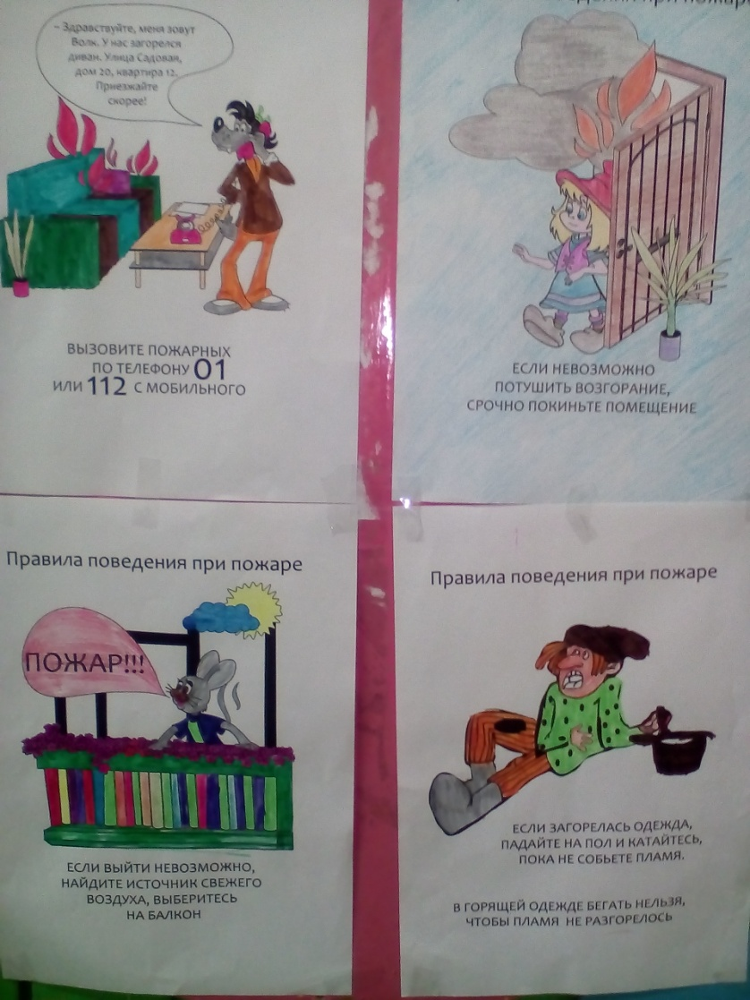 – Здравствуйте, меня зовут
Волк. У нас загорелся
диван. Улица Садовая,
дом 20, квартира 12.
Приезжайте
скорее!
ВЫЗОВИТЕ ПОЖАРНЫХ
ПО ТЕЛЕФОНУ 01
ИЛИ 112 С МОБИЛЬНОГО
при пожаре
ЕСЛИ НЕВОЗМОЖНО
ПОТУШИТЬ ВОЗГОРАНИЕ,
СРОЧНО ПОКИНЬТЕ ПОМЕЩЕНИЕ
Правила поведения при пожаре
ПОЖАР!!!
ЕСЛИ ВЫЙТИ НЕВОЗМОЖНО,
НАЙДИТЕ ИСТОЧНИК СВЕЖЕГО
ВОЗДУХА, ВЫБЕРИТЕСЬ
НА БАЛКОН
Правила поведения при пожаре
ЕСЛИ ЗАГОРЕЛАСЬ ОДЕЖДА,
ПАДАЙТЕ НА ПОЛ И КАТАЙТЕСЬ,
ПОКА НЕ СОБЬЕТЕ ПЛАМЯ.
В ГОРЯЩЕЙ ОДЕЖДЕ БЕГАТЬ НЕЛЬЗЯ,
ЧТОБЫ ПЛАМЯ НЕ РАЗГОРЕЛОСЬ